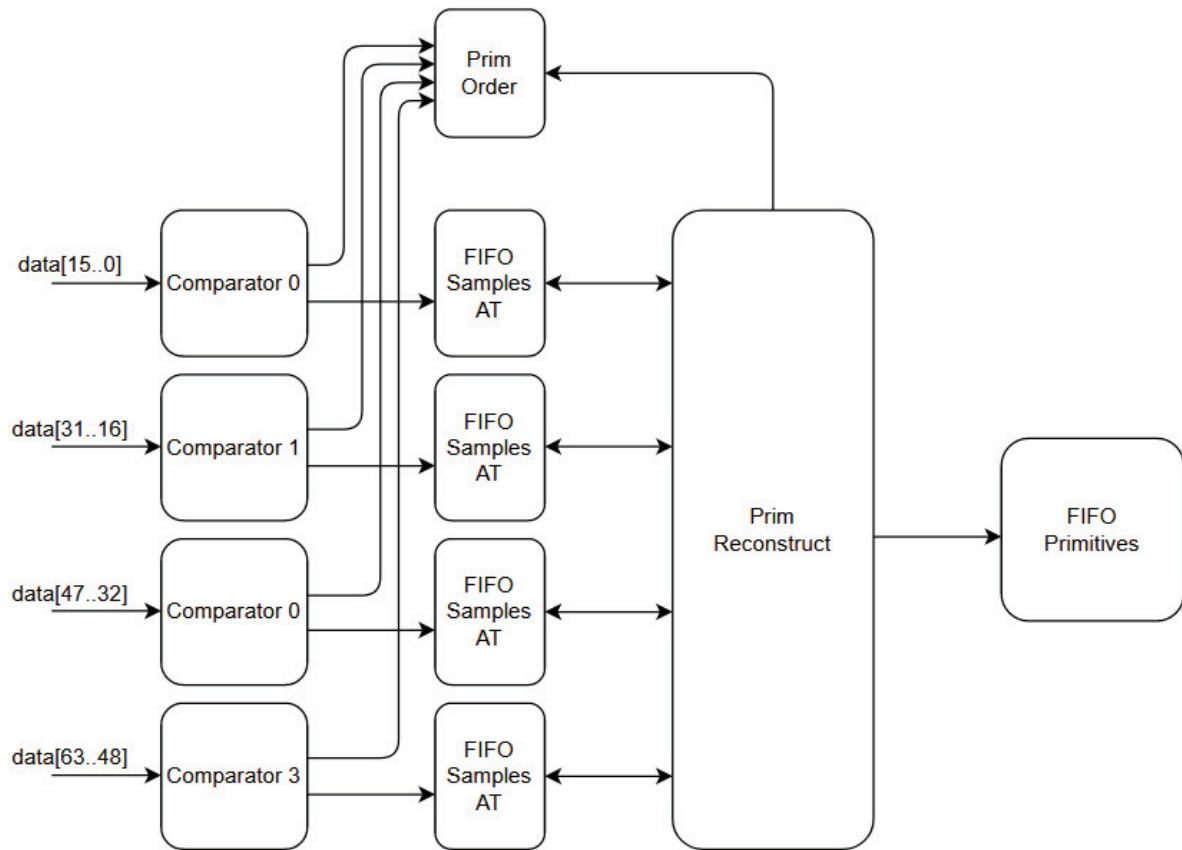 Prim
Order
data[15..0]
Comparator 0
FIFO
Samples
AT
data[31..16]
Comparator 1
FIFO
Samples
AT
Prim
Reconstruct
FIFO
Primitives
data[47..32]
Comparator 0
FIFO
Samples
AT
data[63..48]
Comparator 3
FIFO
Samples
AT